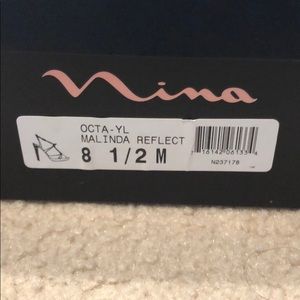 Nina
OCTA-YL
MALINDA REFLECT
8 1/2 M
N237178